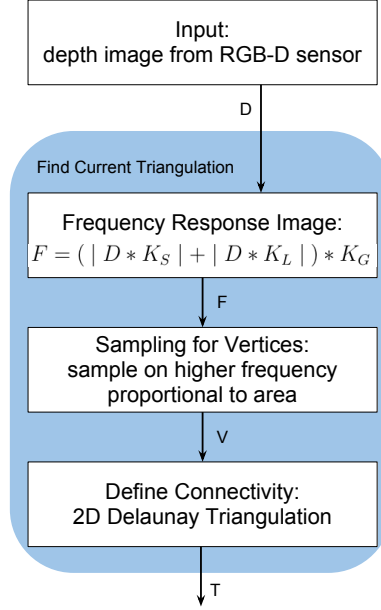 Input:
depth image from RGB-D sensor
D
Find Current Triangulation
Frequency Response Image:
F = ( | D ∗ K_S | + | D ∗ K_L | ) ∗ K_G
F
Sampling for Vertices:
sample on higher frequency
proportional to area
V
Define Connectivity:
2D Delaunay Triangulation
T